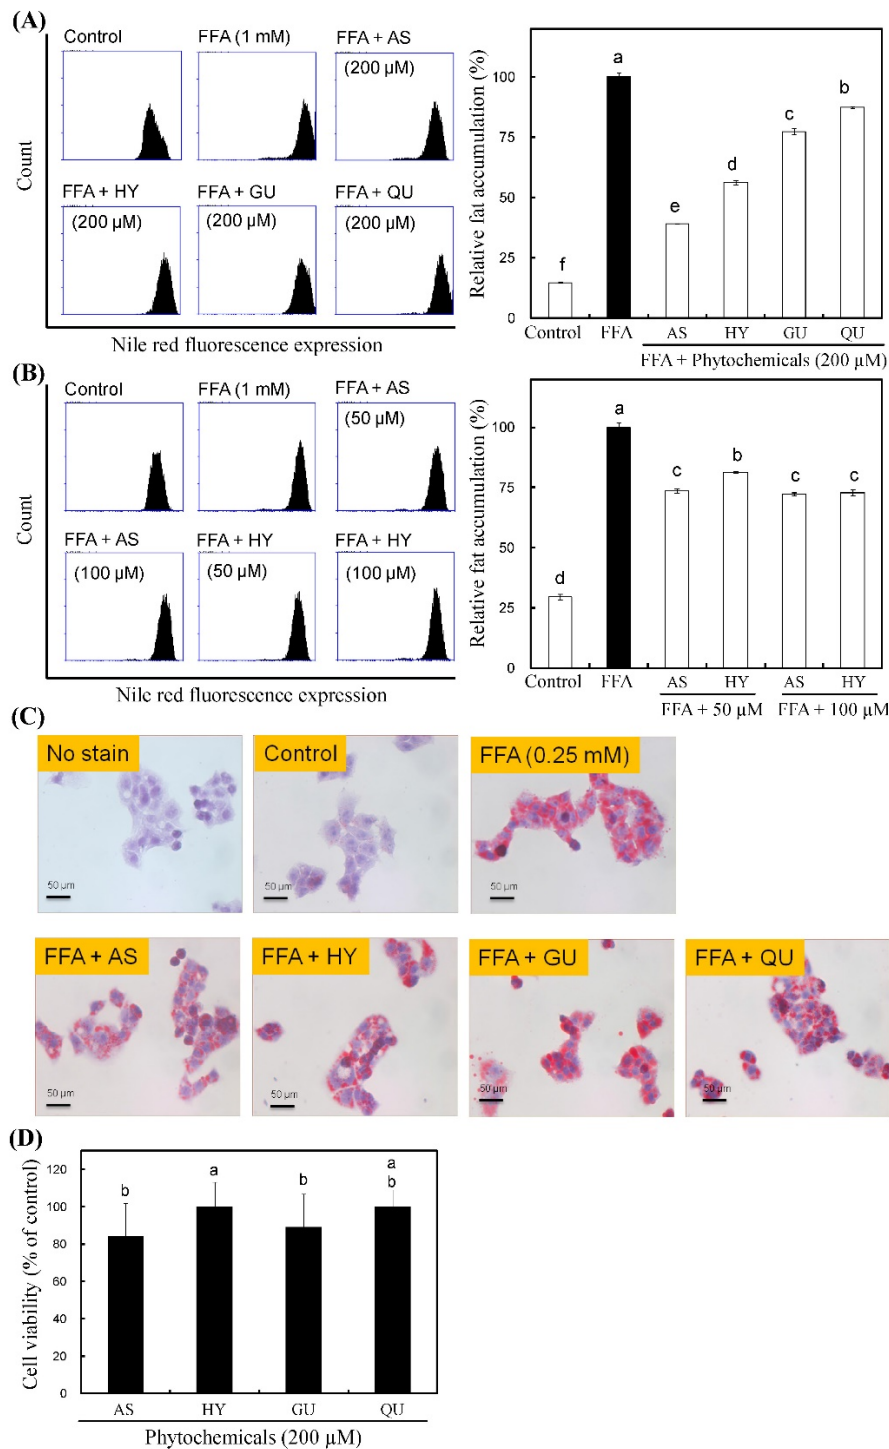 (A)
Control
FFA (1 mM)
FFA + AS
(200 µM)
FFA + HY
(200 µM)
FFA + GU
(200 µM)
FFA + QU
(200 µM)
Count
Nile red fluorescence expression
Relative fat accumulation (%)
100
75
50
25
0
f
a
e
d
c
b
Control
FFA
AS
HY
GU
QU
FFA + Phytochemicals (200 µM)
(B)
Control
FFA (1 mM)
FFA + AS
(50 µM)
FFA + AS
(100 µM)
FFA + HY
(50 µM)
FFA + HY
(100 µM)
Count
Nile red fluorescence expression
Relative fat accumulation (%)
100
75
50
25
0
d
a
c
b
c
c
Control
FFA
AS
HY
AS
HY
FFA + 50 µM
FFA + 100 µM
(C)
No stain
50 µm
Control
50 µm
FFA (0.25 mM)
50 µm
FFA + AS
50 µm
FFA + HY
50 µm
FFA + GU
50 µm
FFA + QU
50 µm
(D)
Cell viability (% of control)
120
100
80
60
40
20
0
b
a
b
a
b
AS
HY
GU
QU
Phytochemicals (200 µM)